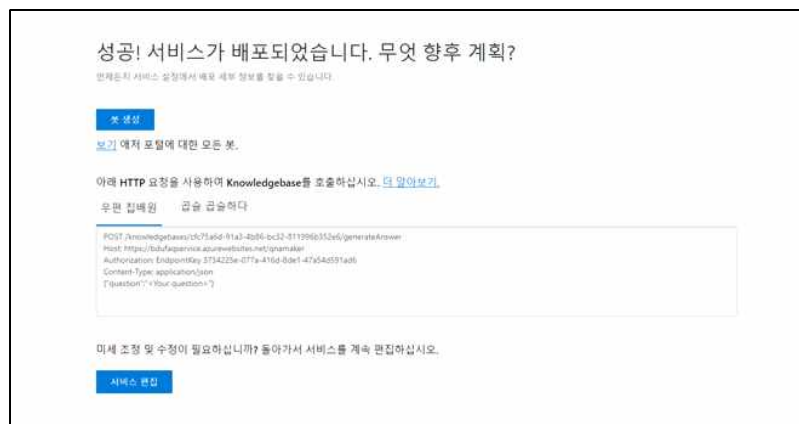 성공! 서비스가 배포되었습니다. 무엇 향후 계획?
언제든지 서비스 설정에서 배포 세부 정보를 찾을 수 있습니다.
봇 생성
보기 애저 포털에 대한 모든 봇.
아래 HTTP 요청을 사용하여 Knowledgebase를 호출하십시오. 더 알아보기.
우편 집배원 곱슬 곱슬하다
POST /knowledgebases/cfc75a6d-91a3-4b86-bc32-811996b352e6/generateAnswer
Host: https://bdufaqservice.azurewebsites.net/qnamaker
Authorization: EndpointKey 3734225e-077a-416d-8de1-47a54d591ad6
Content-Type: application/json
{"question":"<Your question>"}
미세 조정 및 수정이 필요하십니까? 돌아가서 서비스를 계속 편집하십시오.
서비스 편집